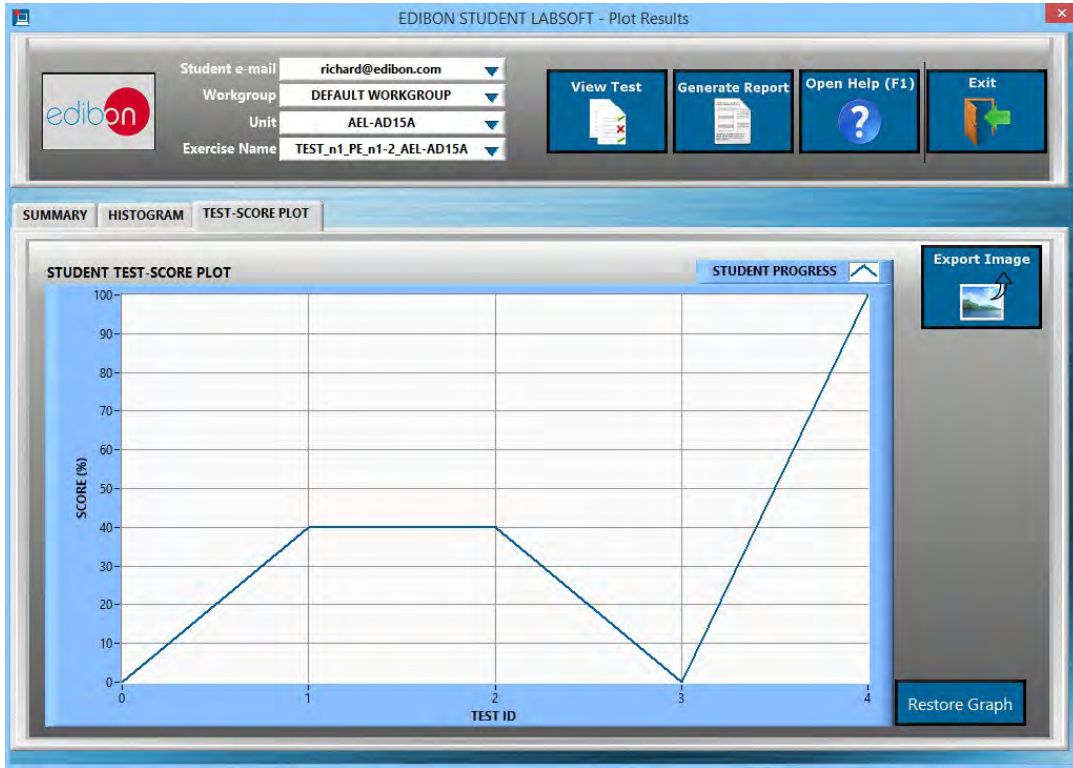 EDIBON STUDENT LABSOFT - Plot Results
edibon
Student e-mail richard@edibon.com
Workgroup DEFAULT WORKGROUP
Unit AEL-AD15A
Exercise Name TEST_n1_PE_n1-2_AEL-AD15A
View Test
Generate Report
Open Help (F1)
?
Exit
SUMMARY HISTOGRAM TEST-SCORE PLOT
STUDENT TEST-SCORE PLOT
STUDENT PROGRESS
Export Image
SCORE (%)
100
90
80
70
60
50
40
30
20
10
0
0 1 2 3 4
TEST ID
Restore Graph